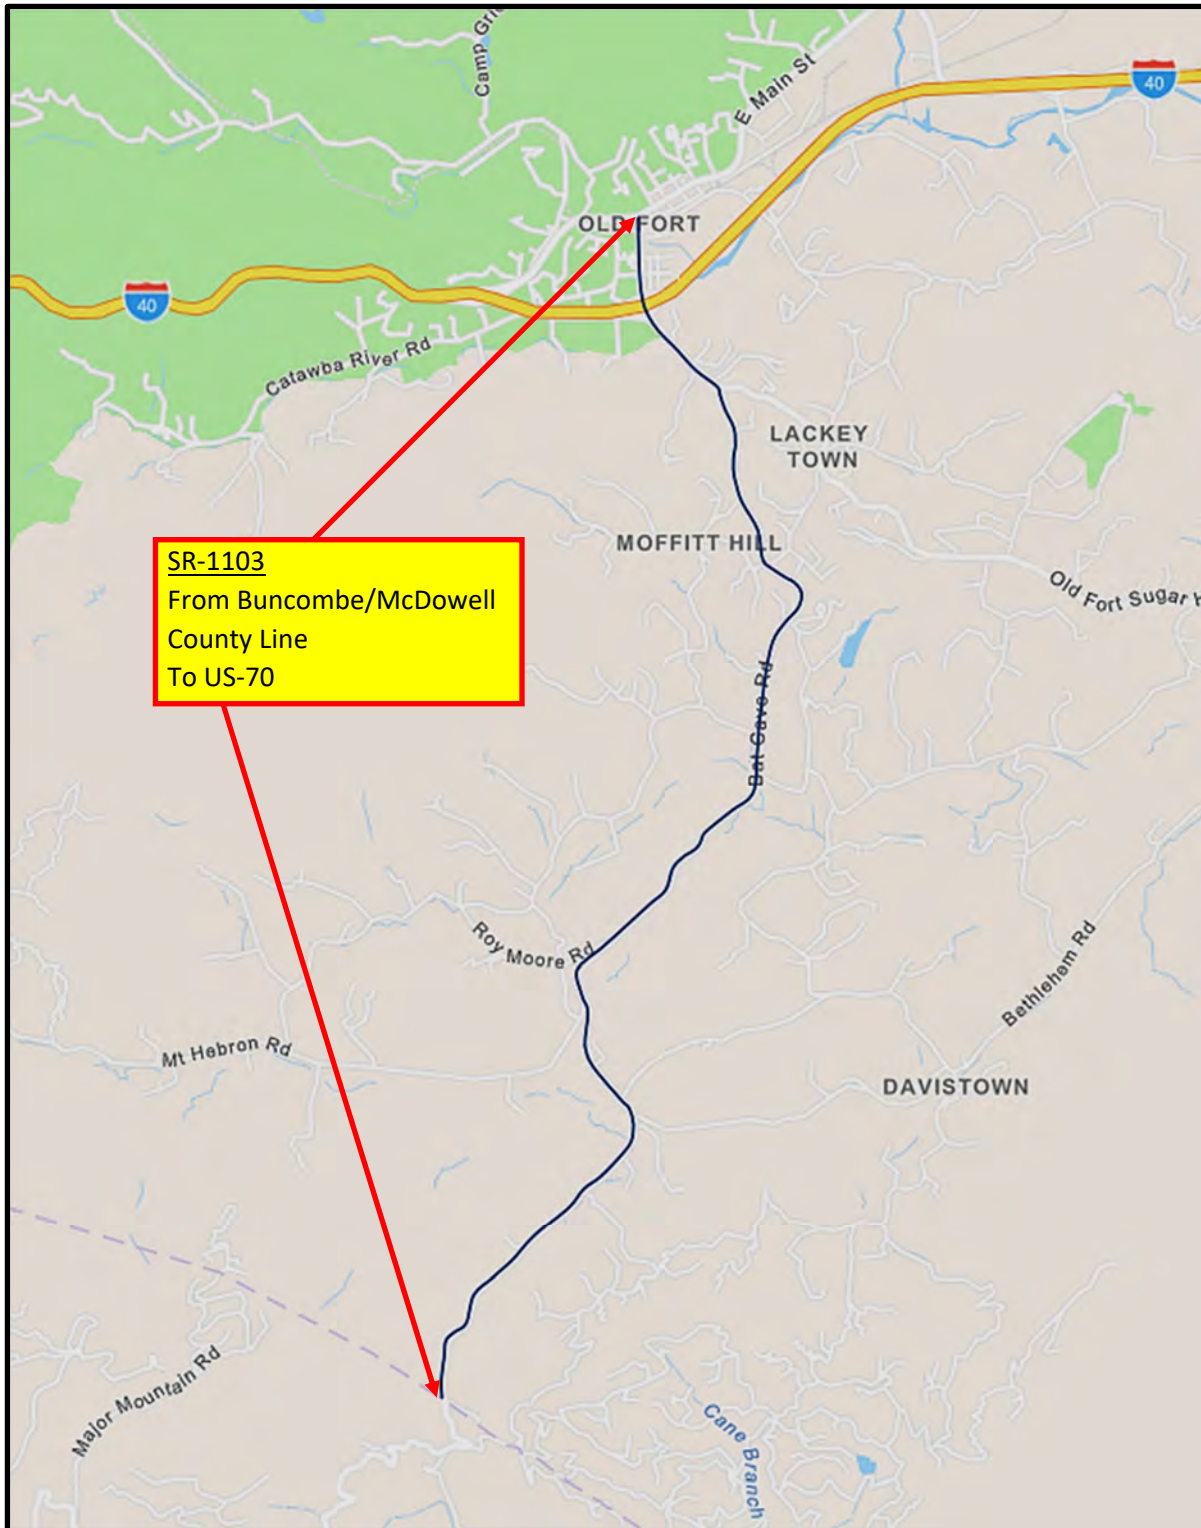 Camp Gri
E Main St
40
OLD FORT
40
Catawba River Rd
LACKEY
TOWN
MOFFITT HILL
SR-1103
From Buncombe/McDowell
County Line
To US-70
Old Fort Sugar
Bat Cave Rd
Roy Moore Rd
Bethlehem Rd
Mt Hebron Rd
DAVISTOWN
Major Mountain Rd
Cane Branch